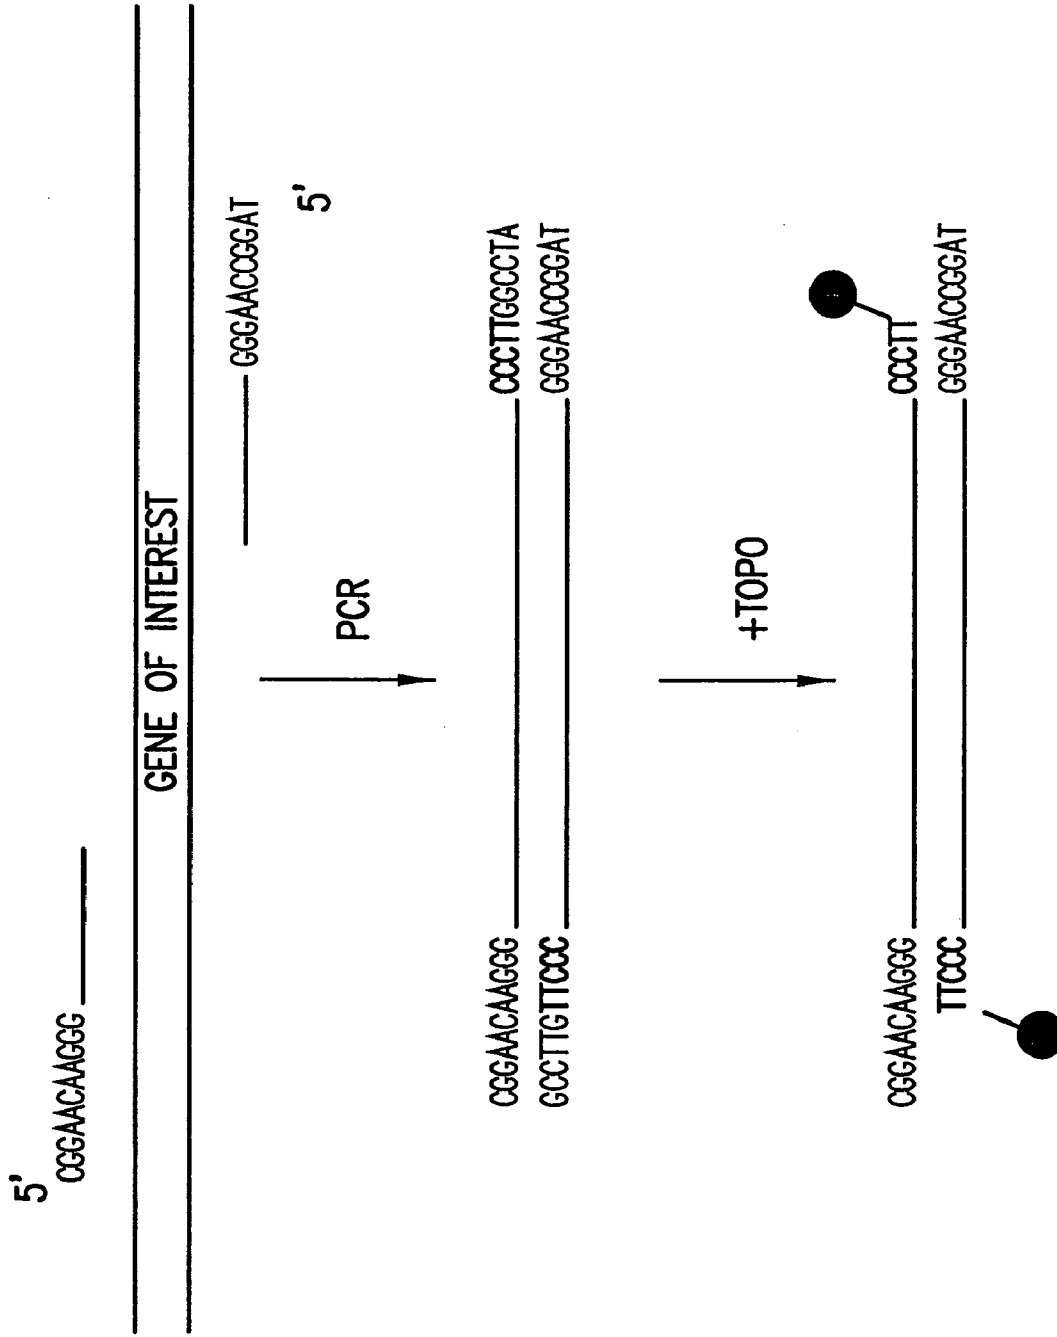 5'
CGGAACAAGGG
GENE OF INTEREST
GGGAACCGGAT
5'
PCR
CGGAACAAGGG CCCTTGGCCTA
GCCTTGTTCCC GGGAACCGGAT
+TOPO
CGGAACAAGGG CCCTT
TTCCC GGGAACCGGAT